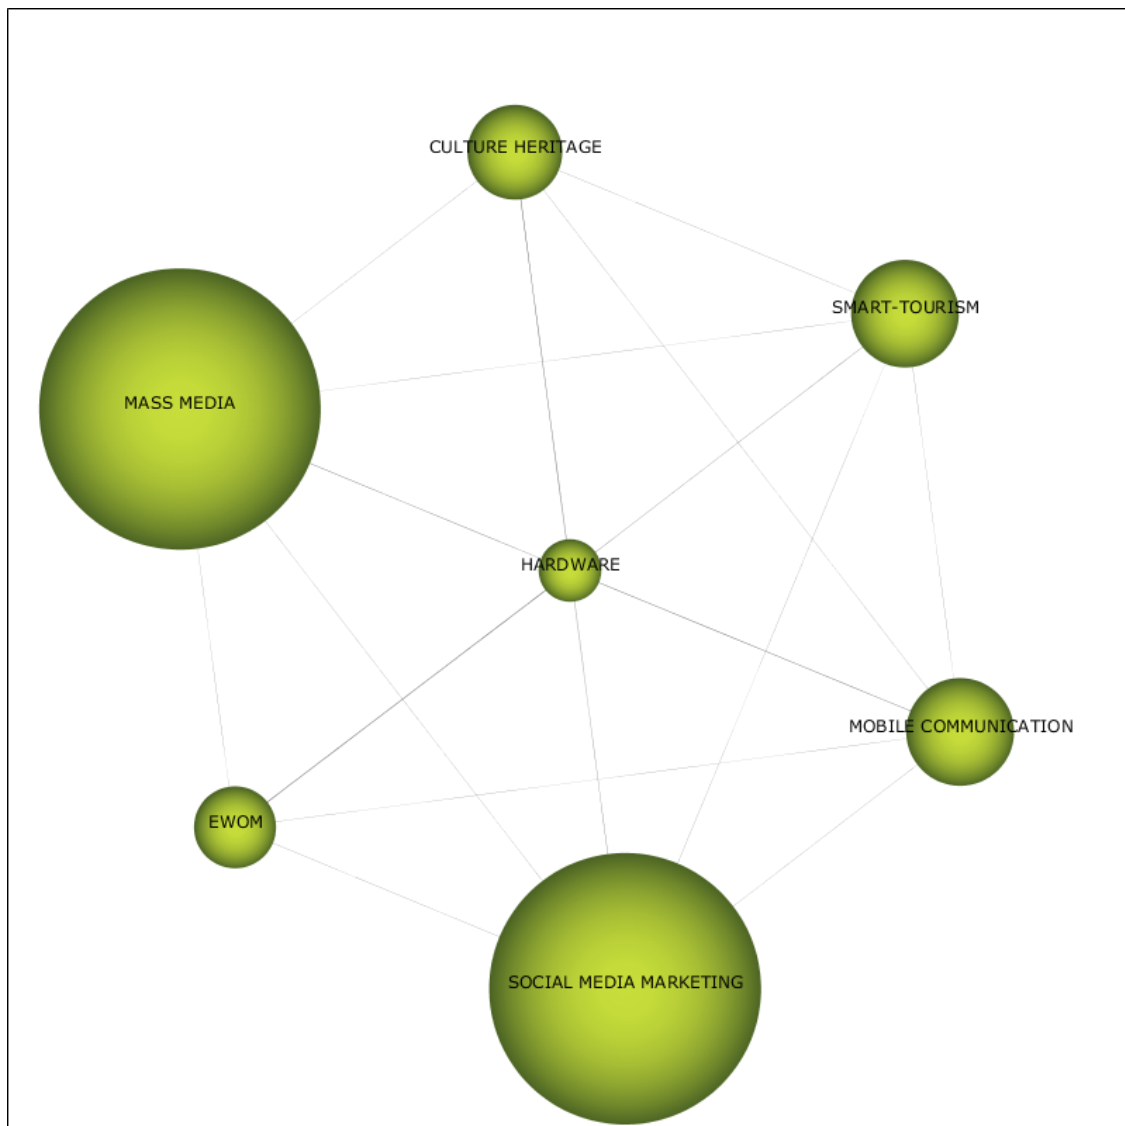 CULTURE HERITAGE
SMART-TOURISM
MASS MEDIA
HARDWARE
MOBILE COMMUNICATION
EWOM
SOCIAL MEDIA MARKETING